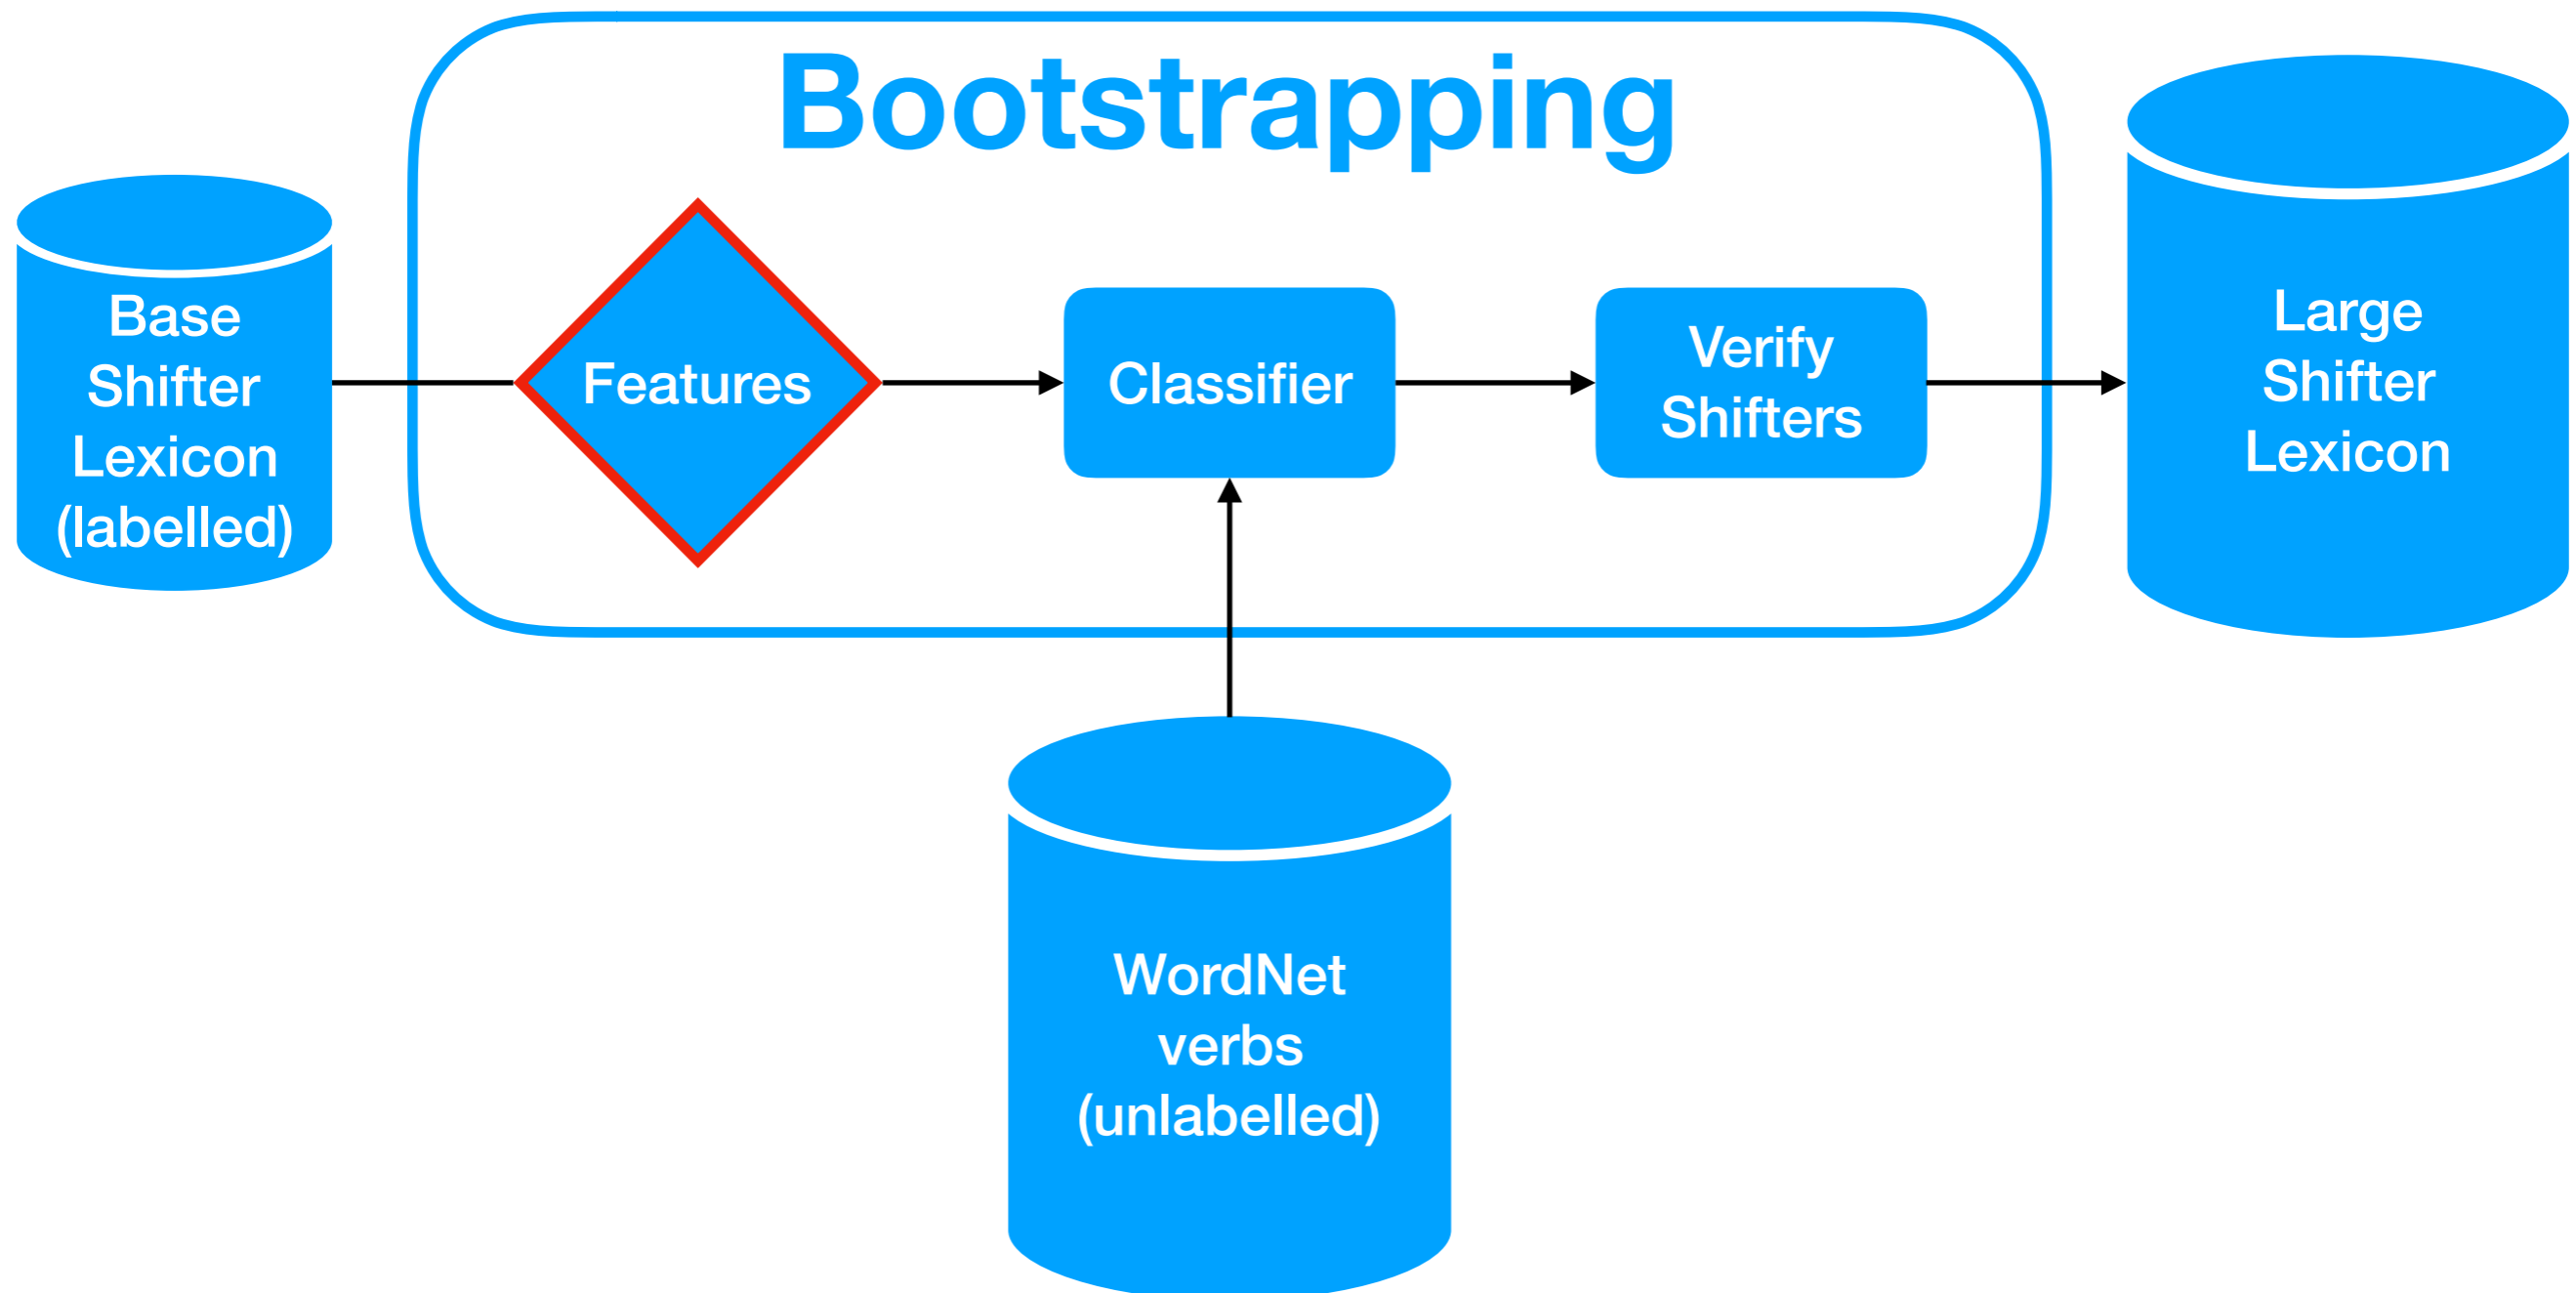 Bootstrapping
Base
Shifter
Lexicon
(labelled)
Features
Classifier
Verify
Shifters
Large
Shifter
Lexicon
WordNet
verbs
(unlabelled)